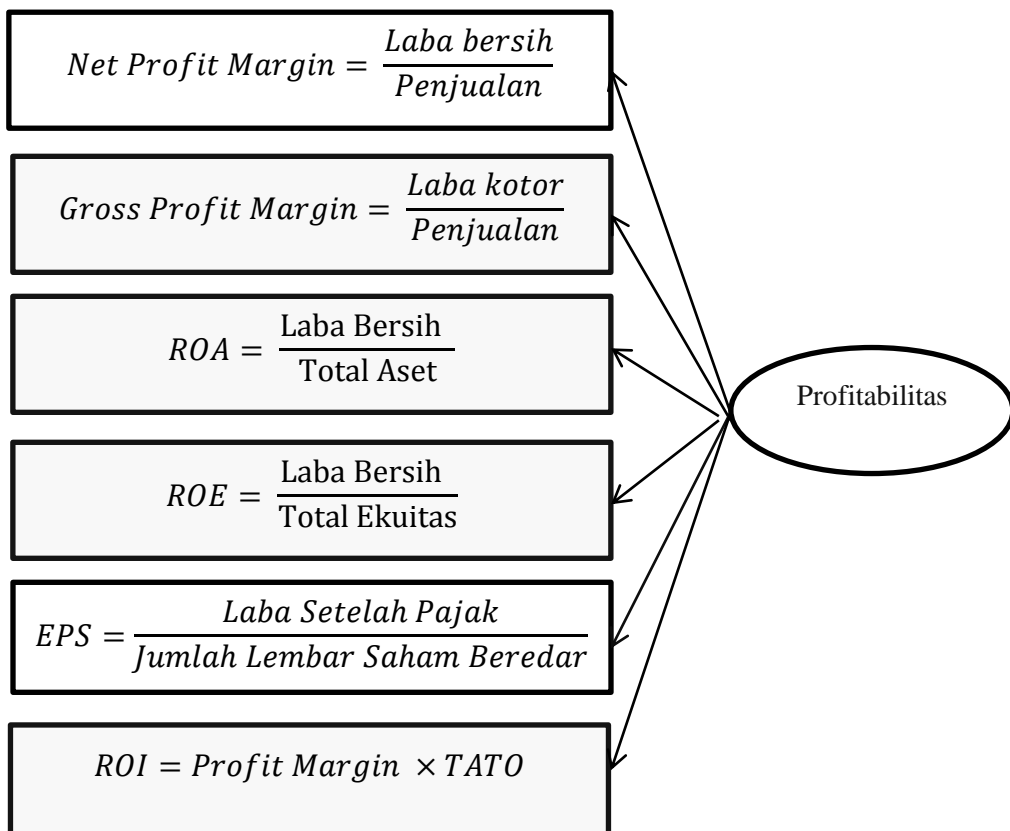 Net Profit Margin = Laba bersih / Penjualan
Gross Profit Margin = Laba kotor / Penjualan
ROA = Laba Bersih / Total Aset
ROE = Laba Bersih / Total Ekuitas
EPS = Laba Setelah Pajak / Jumlah Lembar Saham Beredar
ROI = Profit Margin × TATO
Profitabilitas